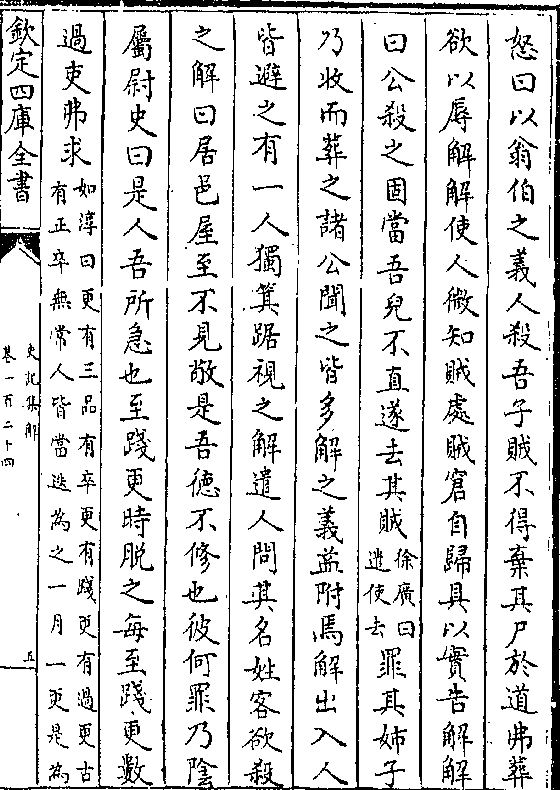 怒曰以翁伯之義人殺吾子賊不得棄其尸於道弗葬
欲以辱解解使人微知賊處賊窘自歸具以實告解解
曰公殺之固當吾兒不直遂去其賊
徐廣曰
遣使去
罪其姉子
乃收而葬之諸公聞之皆多解之義益附焉解出入人
皆避之有一人獨箕踞視之解遣人問其名姓客欲殺
之解曰居邑屋至不見敬是吾德不修也彼何罪乃陰
屬尉史曰是人吾所急也至踐更時脫之每至踐更數
過吏弗求
如淳曰更有三品有卒更有踐更有過更古
有正卒無常人皆當迭為之一月一更是為
欽定四庫全書
史記集解
卷一百二十四
五